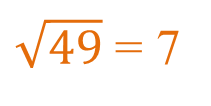 √49 = 7